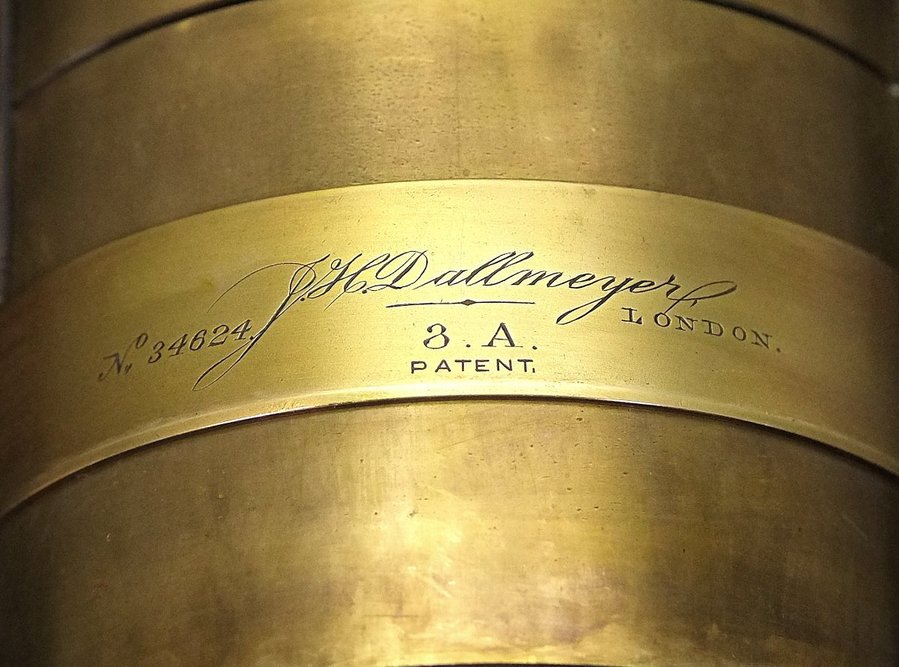 Nº 34624. J.H.Dallmeyer LONDON.
3.A.
PATENT.